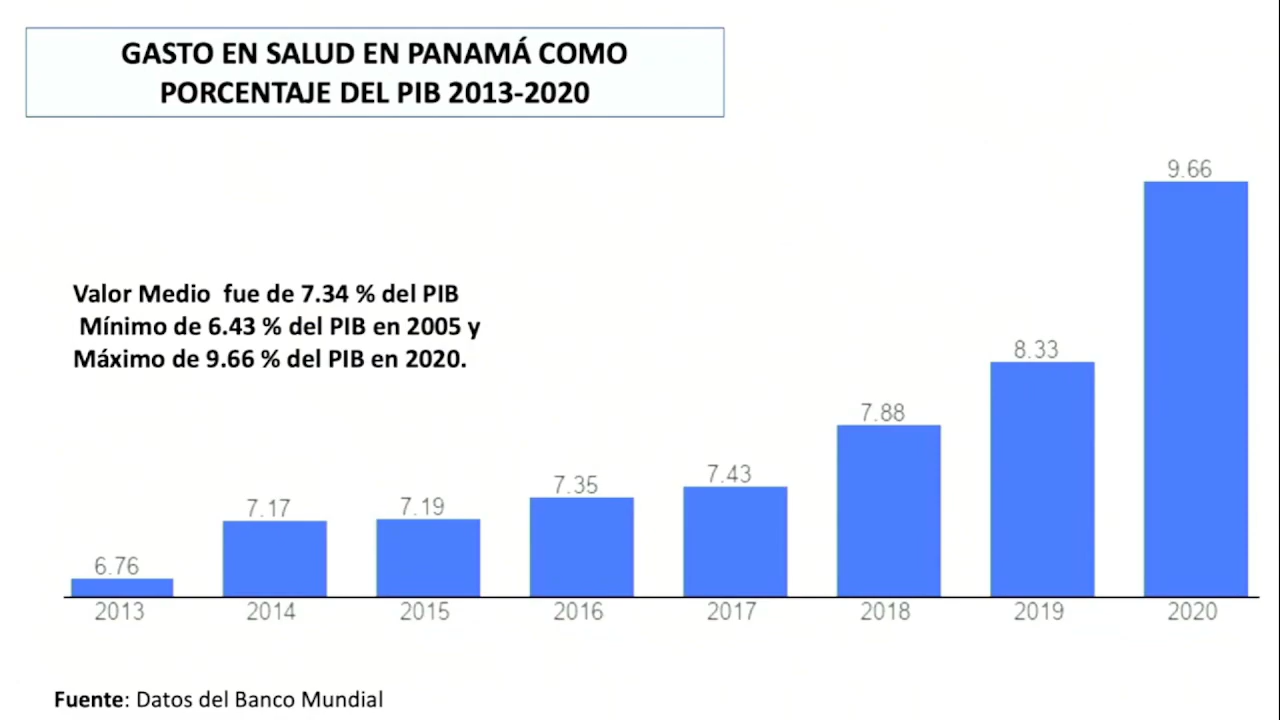 GASTO EN SALUD EN PANAMÁ COMO
PORCENTAJE DEL PIB 2013-2020
Valor Medio fue de 7.34 % del PIB
Mínimo de 6.43 % del PIB en 2005 y
Máximo de 9.66 % del PIB en 2020.
6.76
7.17
7.19
7.35
7.43
7.88
8.33
9.66
2013
2014
2015
2016
2017
2018
2019
2020
Fuente: Datos del Banco Mundial